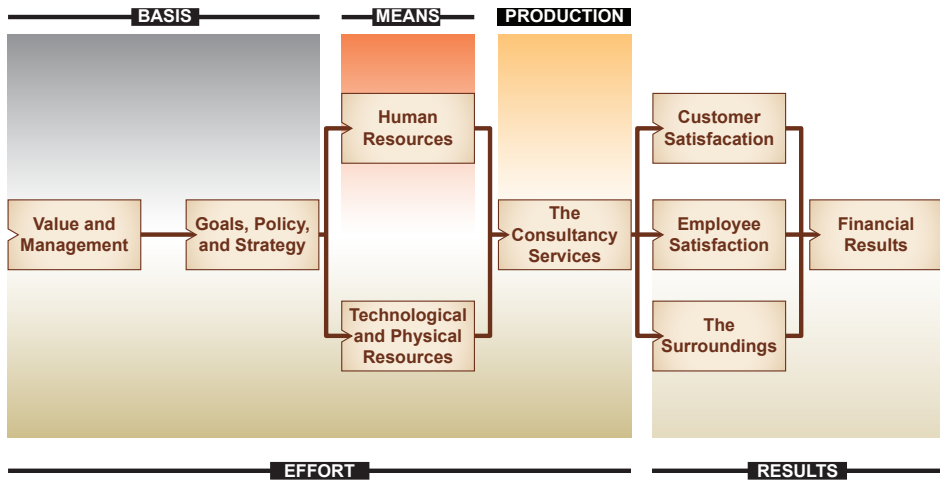 BASIS
MEANS
PRODUCTION
Human
Resources
Customer
Satisfacation
Value and
Management
Goals, Policy,
and Strategy
The
Consultancy
Services
Employee
Satisfaction
Financial
Results
Technological
and Physical
Resources
The
Surroundings
EFFORT
RESULTS